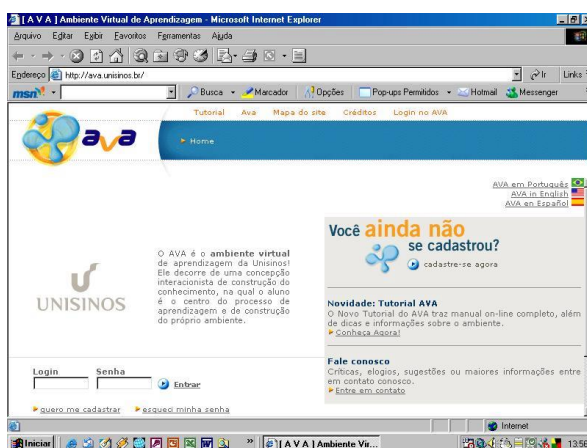 [ A V A ] Ambiente Virtual de Aprendizagem - Microsoft Internet Explorer
Arquivo Editar Exibir Favoritos Ferramentas Ajuda
Endereço http://ava.unisinos.br/ Ir Links
msn Busca Marcador Opções Pop-ups Permitidos Hotmail Messenger
Tutorial Ava Mapa do site Créditos Login no AVA
ava
Home
AVA em Português
AVA in English
AVA en Español
Você ainda não
se cadastrou?
cadastre-se agora
O AVA é o ambiente virtual
de aprendizagem da Unisinos!
Ele decorre de uma concepção
interacionista de construção do
conhecimento, na qual o aluno
é o centro do processo de
aprendizagem e de construção
do próprio ambiente.
UNISINOS
Novidade: Tutorial AVA
O Novo Tutorial do AVA traz manual on-line completo, além
de dicas e informações sobre o ambiente.
Conheça Agora!
Fale conosco
Críticas, elogios, sugestões ou maiores informações entre
em contato conosco.
Entre em contato
Login Senha
Entrar
quero me cadastrar esqueci minha senha
Internet
Iniciar [ A V A ] Ambiente Vir... 13:56